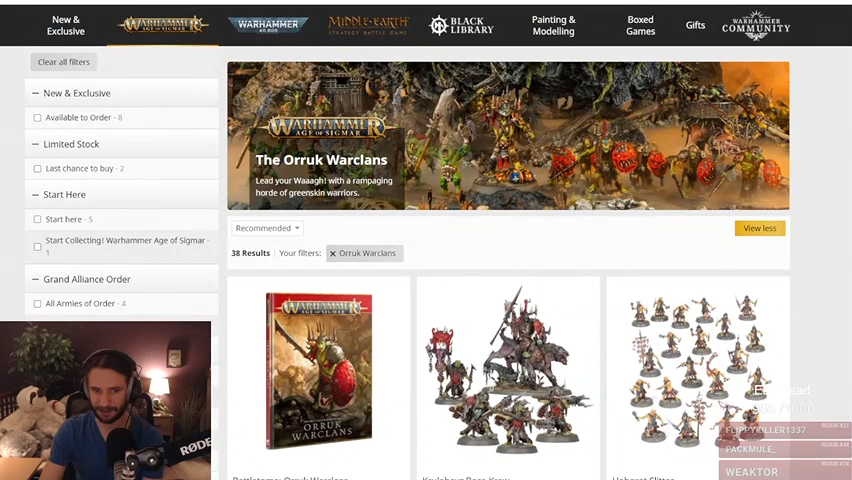 New &
Exclusive
WARHAMMER
AGE OF SIGMAR
WARHAMMER
40,000
MIDDLE-EARTH
STRATEGY BATTLE GAME
BLACK
LIBRARY
Painting &
Modelling
Boxed
Games
Gifts
WARHAMMER
COMMUNITY
Clear all filters
New & Exclusive
Available to Order - 8
Limited Stock
Last chance to buy - 2
Start Here
Start here - 5
Start Collecting! Warhammer Age of Sigmar -
1
Grand Alliance Order
All Armies of Order - 4
WARHAMMER
AGE OF SIGMAR
The Orruk Warclans
Lead your Waaagh! with a rampaging
horde of greenskin warriors.
Recommended
View less
38 Results
Your filters:
Orruk Warclans
WARHAMMER
AGE OF SIGMAR
ORRUK
WARCLANS
RØDE
FLIPPYKILLER1337
PACKMULE_
WEAKTOR